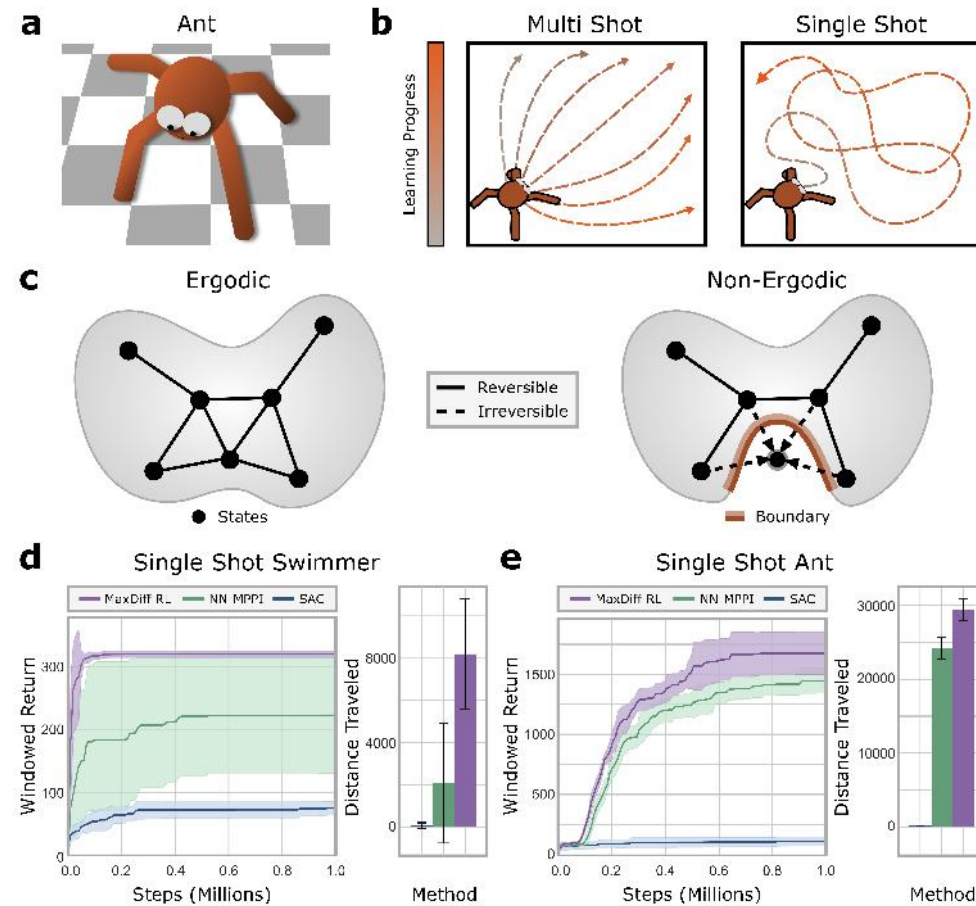 a
Ant
b
Multi Shot
Single Shot
Learning Progress
c
Ergodic
Non-Ergodic
Reversible
Irreversible
States
Boundary
d
Single Shot Swimmer
MaxDiff RL
NN-MPPI
SAC
Windowed Return
300
200
100
0
0.0 0.2 0.4 0.6 0.8 1.0
Steps (Millions)
Distance Traveled
8000
4000
0
Method
e
Single Shot Ant
MaxDiff RL
NN-MPPI
SAC
Windowed Return
1500
1000
500
0
0.0 0.2 0.4 0.6 0.8 1.0
Steps (Millions)
Distance Traveled
30000
20000
10000
0
Method